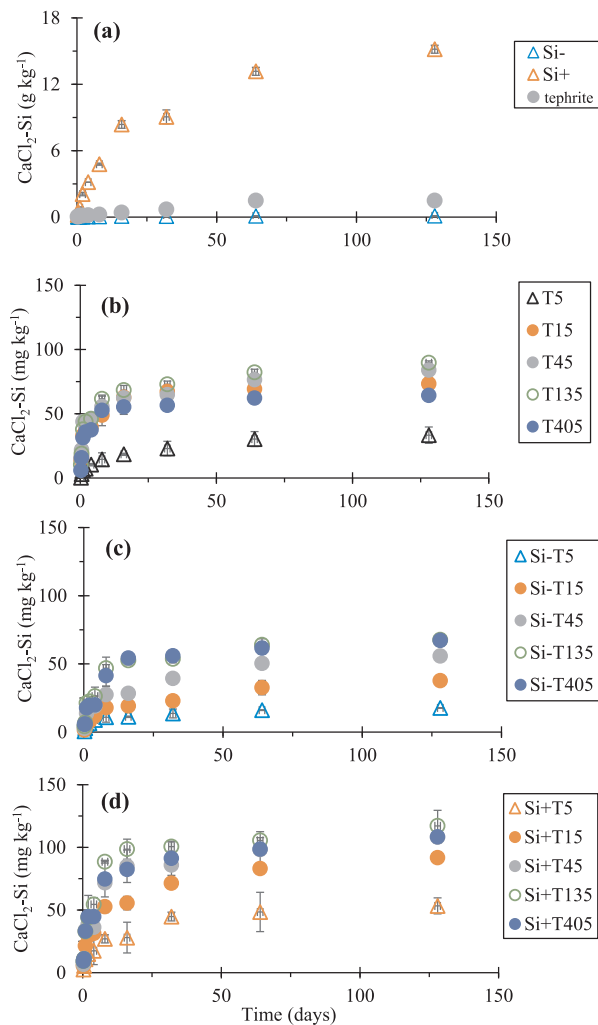 (a)
CaCl₂-Si (g kg⁻¹)
18
12
6
0
0
50
100
150
Si-
Si+
tephrite
(b)
CaCl₂-Si (mg kg⁻¹)
150
100
50
0
0
50
100
150
T5
T15
T45
T135
T405
(c)
CaCl₂-Si (mg kg⁻¹)
150
100
50
0
0
50
100
150
Si-T5
Si-T15
Si-T45
Si-T135
Si-T405
(d)
CaCl₂-Si (mg kg⁻¹)
150
100
50
0
0
50
100
150
Time (days)
Si+T5
Si+T15
Si+T45
Si+T135
Si+T405